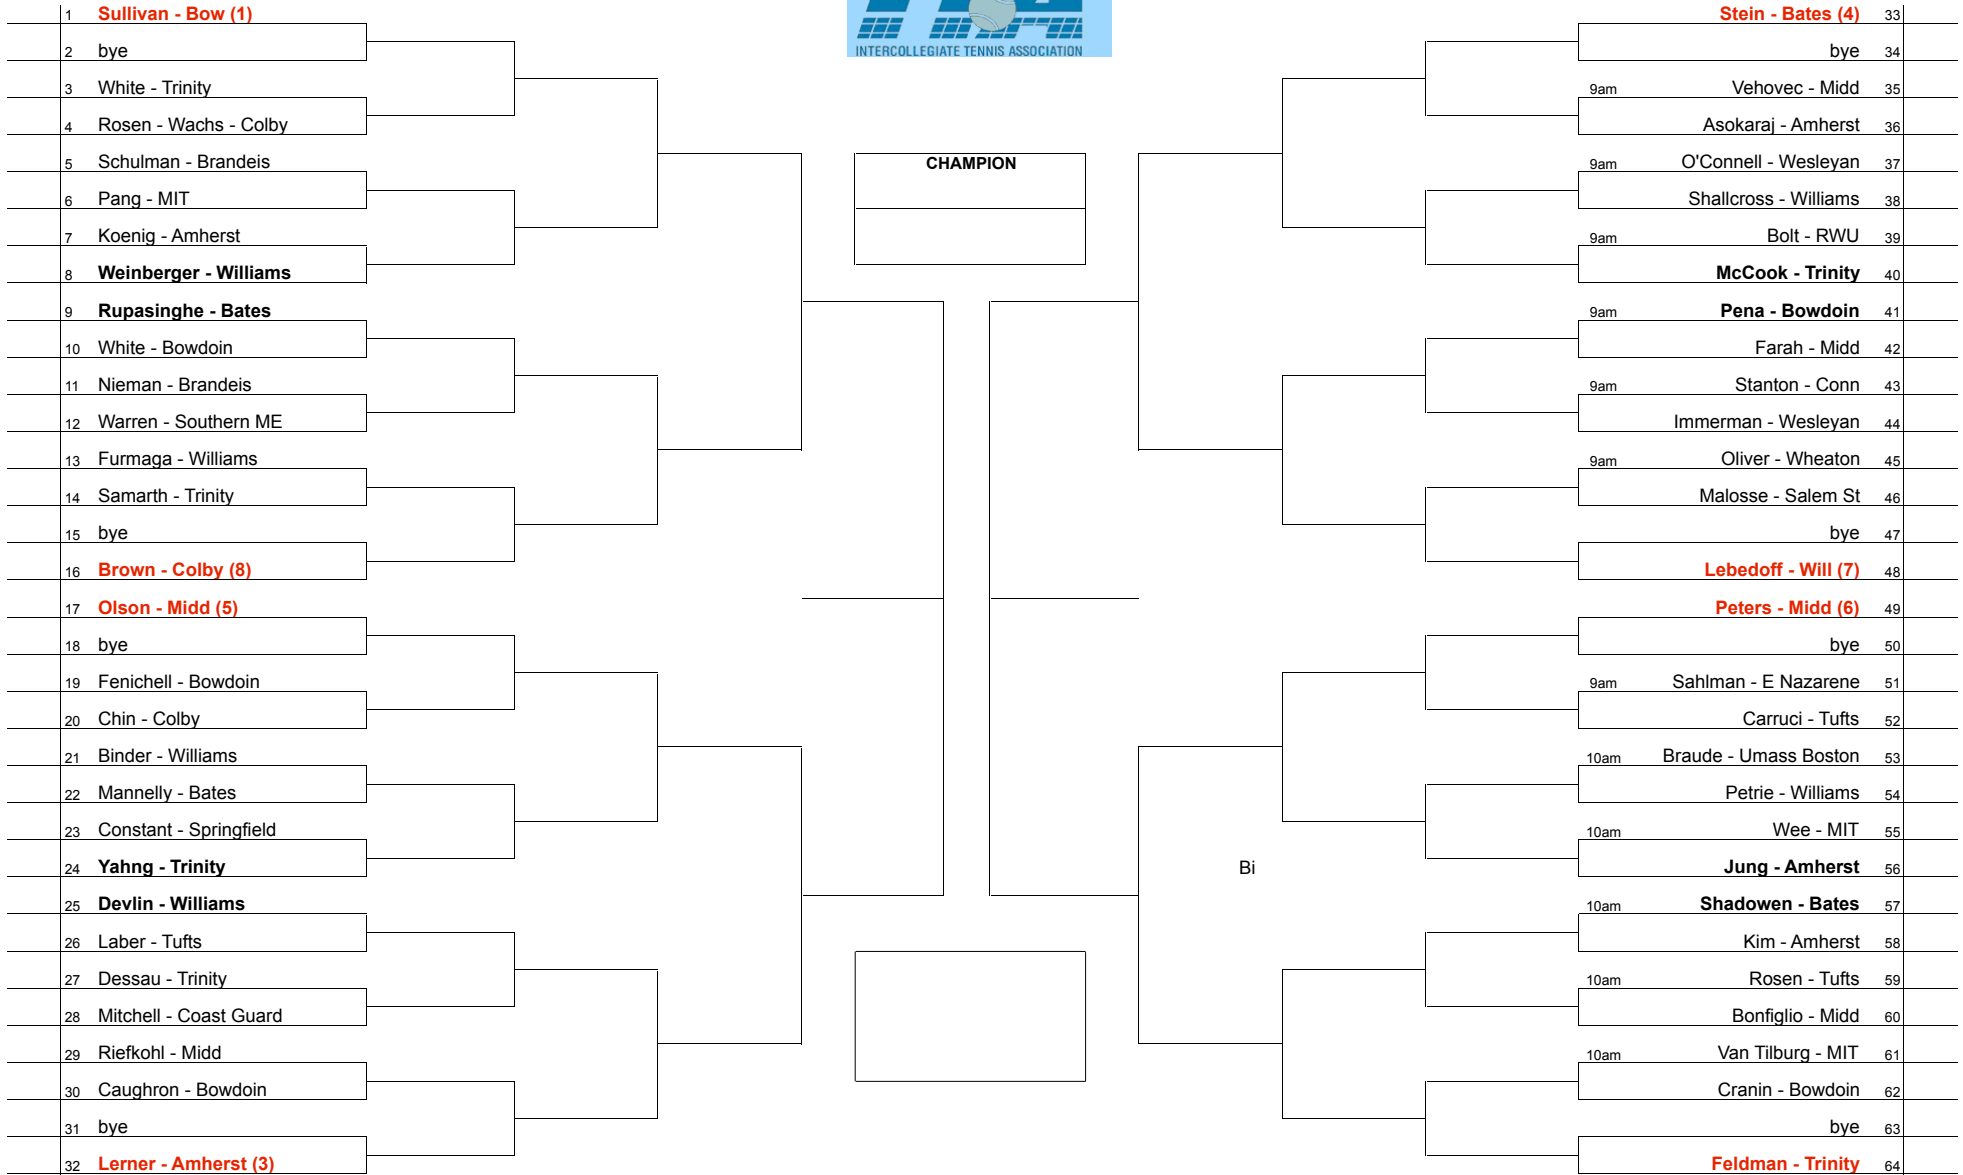 INTERCOLLEGIATE TENNIS ASSOCIATION
CHAMPION
1 Sullivan - Bow (1)
2 bye
3 White - Trinity
4 Rosen - Wachs - Colby
5 Schulman - Brandeis
6 Pang - MIT
7 Koenig - Amherst
8 Weinberger - Williams
9 Rupasinghe - Bates
10 White - Bowdoin
11 Nieman - Brandeis
12 Warren - Southern ME
13 Furmaga - Williams
14 Samarth - Trinity
15 bye
16 Brown - Colby (8)
17 Olson - Midd (5)
18 bye
19 Fenichell - Bowdoin
20 Chin - Colby
21 Binder - Williams
22 Mannelly - Bates
23 Constant - Springfield
24 Yahng - Trinity
25 Devlin - Williams
26 Laber - Tufts
27 Dessau - Trinity
28 Mitchell - Coast Guard
29 Riefkohl - Midd
30 Caughron - Bowdoin
31 bye
32 Lerner - Amherst (3)
Stein - Bates (4) 33
bye 34
9am Vehovec - Midd 35
Asokaraj - Amherst 36
9am O'Connell - Wesleyan 37
Shallcross - Williams 38
9am Bolt - RWU 39
McCook - Trinity 40
9am Pena - Bowdoin 41
Farah - Midd 42
9am Stanton - Conn 43
Immerman - Wesleyan 44
9am Oliver - Wheaton 45
Malosse - Salem St 46
bye 47
Lebedoff - Will (7) 48
Peters - Midd (6) 49
bye 50
9am Sahlman - E Nazarene 51
Carruci - Tufts 52
10am Braude - Umass Boston 53
Petrie - Williams 54
10am Wee - MIT 55
Bi
Jung - Amherst 56
10am Shadowen - Bates 57
Kim - Amherst 58
10am Rosen - Tufts 59
Bonfiglio - Midd 60
10am Van Tilburg - MIT 61
Cranin - Bowdoin 62
bye 63
Feldman - Trinity 64